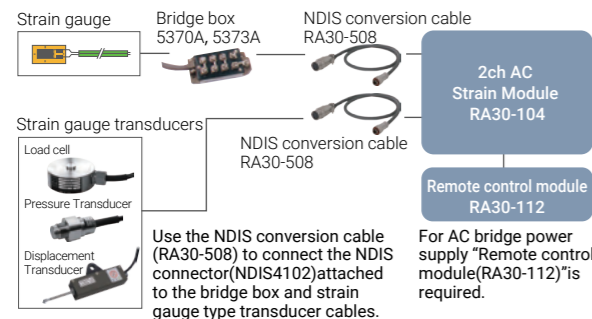 Strain gauge
Bridge box
5370A, 5373A
NDIS conversion cable
RA30-508
2ch AC
Strain Module
RA30-104
Strain gauge transducers
NDIS conversion cable
RA30-508
Load cell
Pressure Transducer
Displacement
Transducer
Remote control module
RA30-112
Use the NDIS conversion cable
(RA30-508) to connect the NDIS
connector(NDIS4102)attached
to the bridge box and strain
gauge type transducer cables.
For AC bridge power
supply “Remote control
module(RA30-112)”is
required.